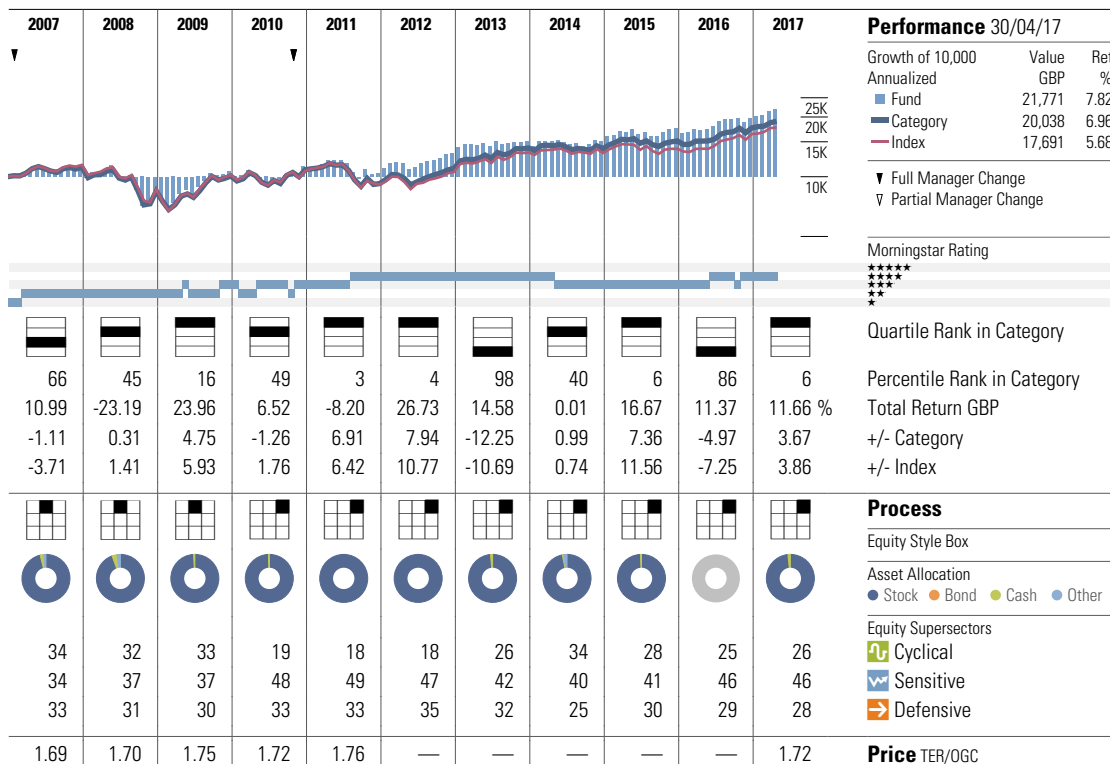 2007 2008 2009 2010 2011 2012 2013 2014 2015 2016 2017
25K
20K
15K
10K
Performance 30/04/17
Growth of 10,000 Value Ret
Annualized GBP %
Fund 21,771 7.82
Category 20,038 6.96
Index 17,691 5.68
Full Manager Change
Partial Manager Change
Morningstar Rating
★★★★★
★★★★
★★★
★★
★
Quartile Rank in Category
66 45 16 49 3 4 98 40 6 86 6 Percentile Rank in Category
10.99 -23.19 23.96 6.52 -8.20 26.73 14.58 0.01 16.67 11.37 11.66 % Total Return GBP
-1.11 0.31 4.75 -1.26 6.91 7.94 -12.25 0.99 7.36 -4.97 3.67 +/- Category
-3.71 1.41 5.93 1.76 6.42 10.77 -10.69 0.74 11.56 -7.25 3.86 +/- Index
Process
Equity Style Box
Asset Allocation
Stock Bond Cash Other
Equity Supersectors
34 32 33 19 18 18 26 34 28 25 26 Cyclical
34 37 37 48 49 47 42 40 41 46 46 Sensitive
33 31 30 33 33 35 32 25 30 29 28 Defensive
1.69 1.70 1.75 1.72 1.76 — — — — — 1.72 Price TER/OGC